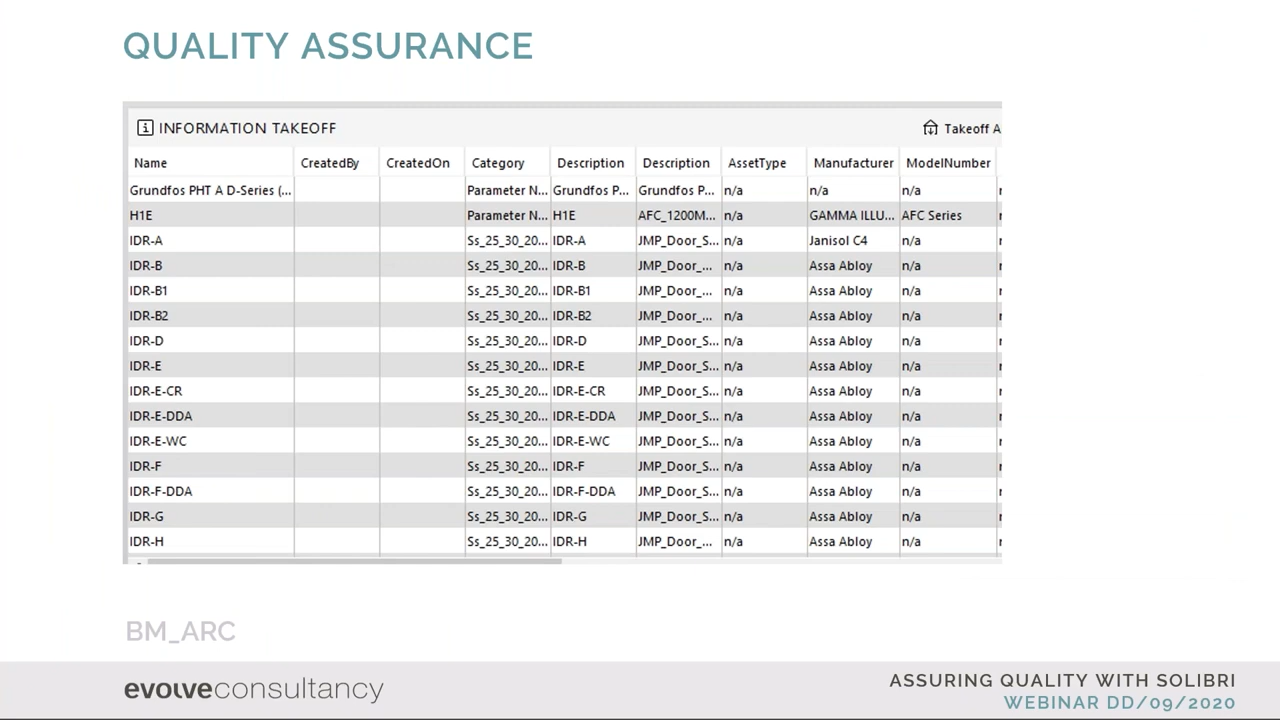 QUALITY ASSURANCE
INFORMATION TAKEOFF Takeoff A
Name CreatedBy CreatedOn Category Description Description AssetType Manufacturer ModelNumber
Grundfos PHT A D-Series (... Parameter N... Grundfos P... Grundfos P... n/a n/a n/a
H1E Parameter N... H1E AFC_1200M... n/a GAMMA ILLU... AFC Series
IDR-A Ss_25_30_20... IDR-A JMP_Door_S... n/a Janisol C4 n/a
IDR-B Ss_25_30_20... IDR-B JMP_Door_... n/a Assa Abloy n/a
IDR-B1 Ss_25_30_20... IDR-B1 JMP_Door_... n/a Assa Abloy n/a
IDR-B2 Ss_25_30_20... IDR-B2 JMP_Door_... n/a Assa Abloy n/a
IDR-D Ss_25_30_20... IDR-D JMP_Door_S... n/a Assa Abloy n/a
IDR-E Ss_25_30_20... IDR-E JMP_Door_S... n/a Assa Abloy n/a
IDR-E-CR Ss_25_30_20... IDR-E-CR JMP_Door_S... n/a Assa Abloy n/a
IDR-E-DDA Ss_25_30_20... IDR-E-DDA JMP_Door_S... n/a Assa Abloy n/a
IDR-E-WC Ss_25_30_20... IDR-E-WC JMP_Door_S... n/a Assa Abloy n/a
IDR-F Ss_25_30_20... IDR-F JMP_Door_S... n/a Assa Abloy n/a
IDR-F-DDA Ss_25_30_20... IDR-F-DDA JMP_Door_S... n/a Assa Abloy n/a
IDR-G Ss_25_30_20... IDR-G JMP_Door_S... n/a Assa Abloy n/a
IDR-H Ss_25_30_20... IDR-H JMP_Door_... n/a Assa Abloy n/a
BM_ARC
evolveconsultancy
ASSURING QUALITY WITH SOLIBRI
WEBINAR DD/09/2020